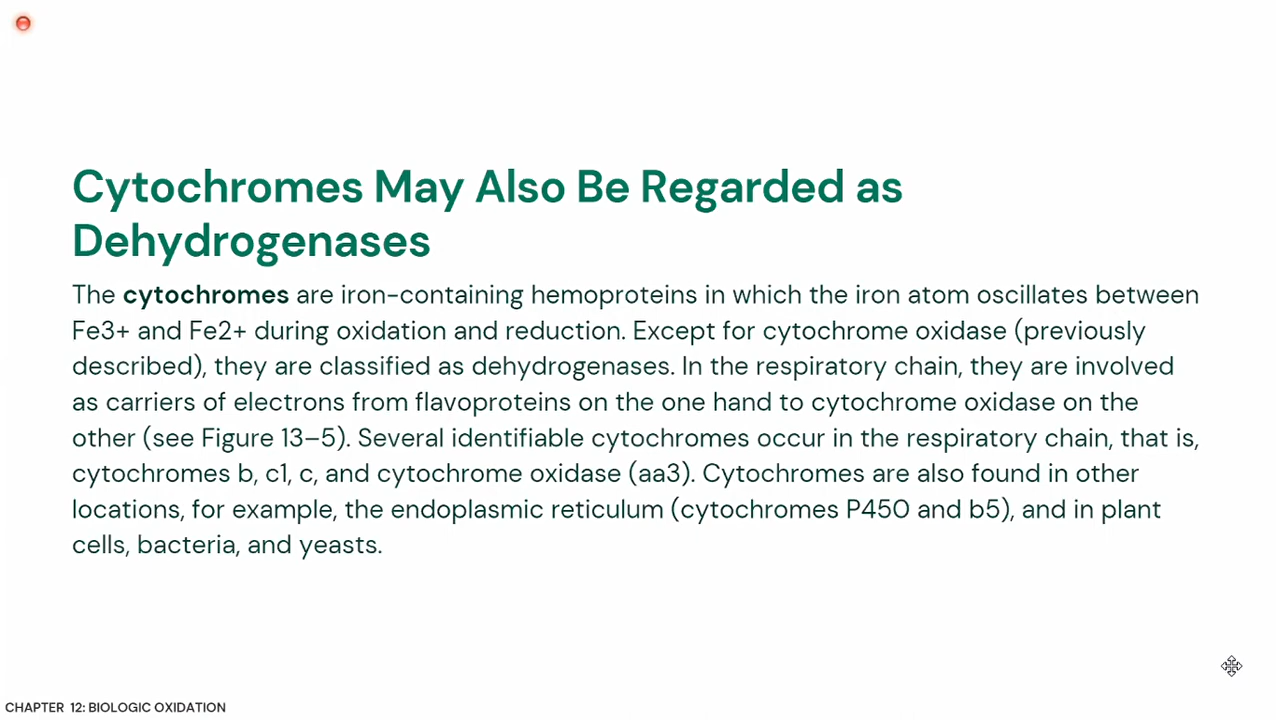 Cytochromes May Also Be Regarded as
Dehydrogenases
The cytochromes are iron-containing hemoproteins in which the iron atom oscillates between
Fe3+ and Fe2+ during oxidation and reduction. Except for cytochrome oxidase (previously
described), they are classified as dehydrogenases. In the respiratory chain, they are involved
as carriers of electrons from flavoproteins on the one hand to cytochrome oxidase on the
other (see Figure 13–5). Several identifiable cytochromes occur in the respiratory chain, that is,
cytochromes b, c1, c, and cytochrome oxidase (aa3). Cytochromes are also found in other
locations, for example, the endoplasmic reticulum (cytochromes P450 and b5), and in plant
cells, bacteria, and yeasts.
CHAPTER 12: BIOLOGIC OXIDATION